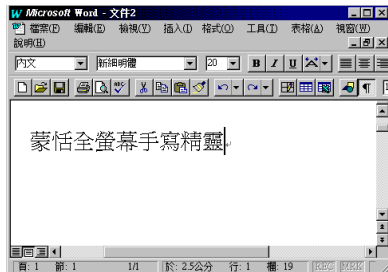 Microsoft Word - 文件2
檔案(F) 編輯(E) 檢視(V) 插入(I) 格式(O) 工具(T) 表格(A) 視窗(W)
說明(H)
內文 新細明體 20 B I U A
蒙恬全螢幕手寫精靈
頁: 1 節: 1 1/1 於: 2.5公分 行: 1 欄: 19 REC MRK